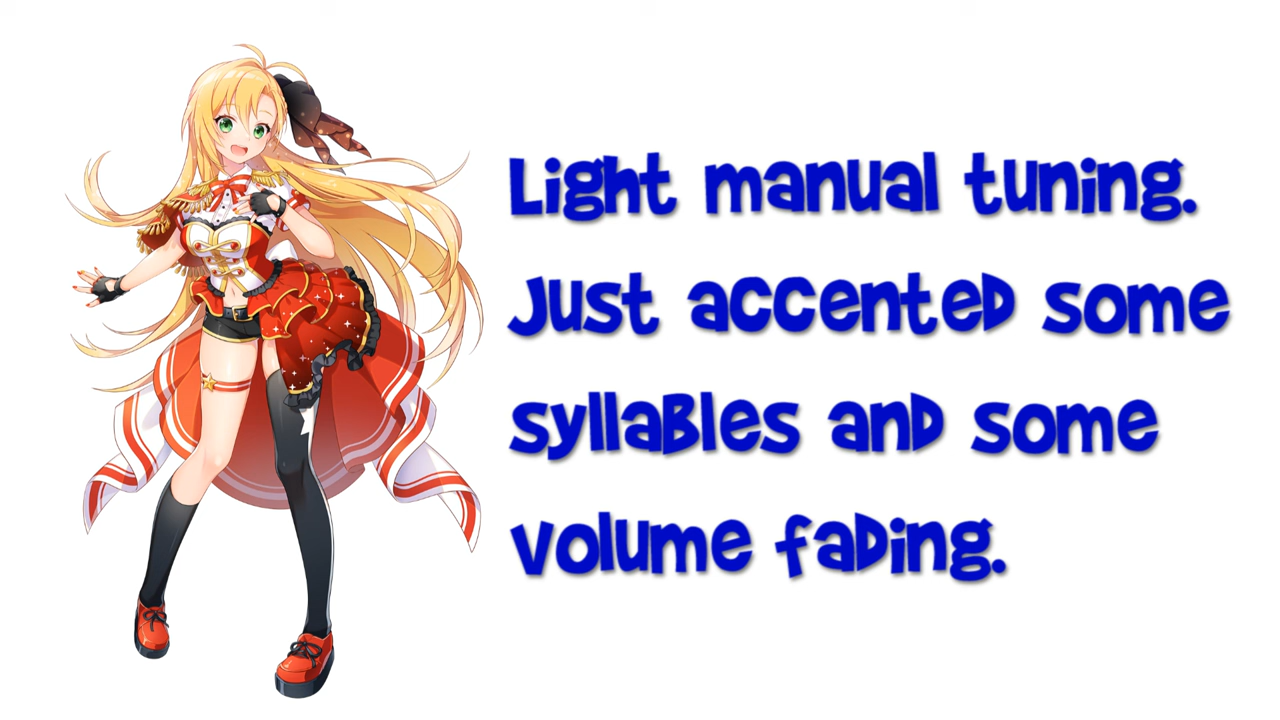 Light manual tuning.
Just accented some
syllables and some
volume fading.